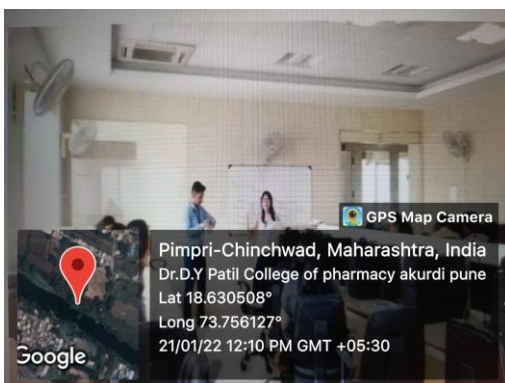 GPS Map Camera
Pimpri-Chinchwad, Maharashtra, India
Dr.D.Y Patil College of pharmacy akurdi pune
Lat 18.630508°
Long 73.756127°
21/01/22 12:10 PM GMT +05:30
Google